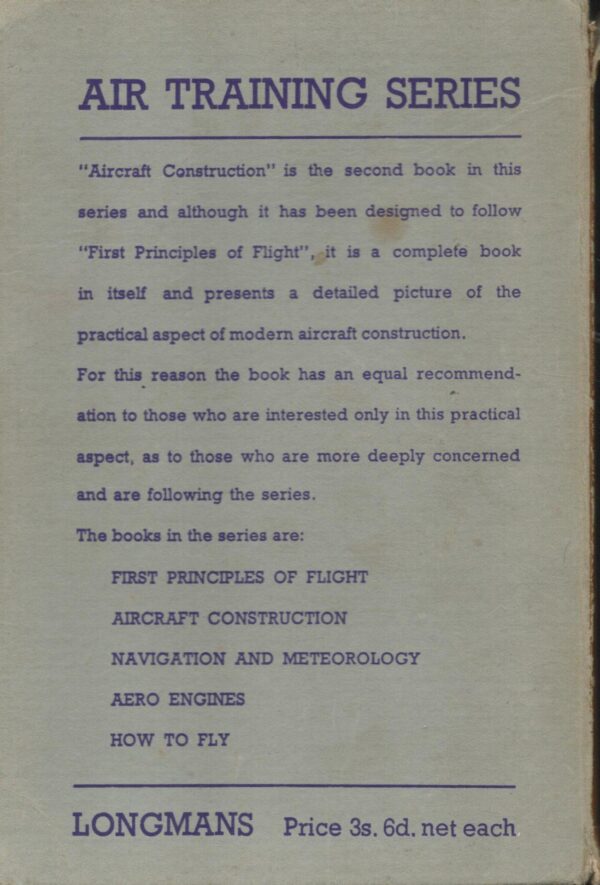 AIR TRAINING SERIES
"Aircraft Construction" is the second book in this
series and although it has been designed to follow
"First Principles of Flight", it is a complete book
in itself and presents a detailed picture of the
practical aspect of modern aircraft construction.
For this reason the book has an equal recommend-
ation to those who are interested only in this practical
aspect, as to those who are more deeply concerned
and are following the series.
The books in the series are:
FIRST PRINCIPLES OF FLIGHT
AIRCRAFT CONSTRUCTION
NAVIGATION AND METEOROLOGY
AERO ENGINES
HOW TO FLY
LONGMANS Price 3s. 6d. net each